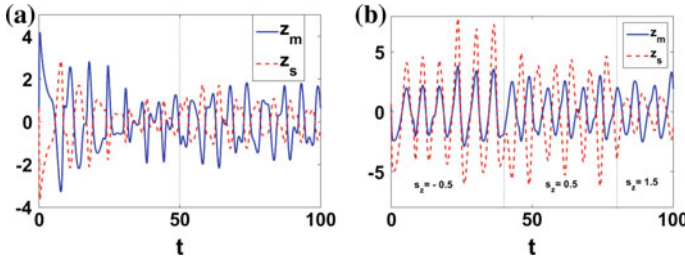 (a)
4
2
0
-2
-4
0
50
100
t
z_m
z_s
(b)
5
0
-5
0
50
100
t
z_m
z_s
s_z = - 0.5
s_z = 0.5
s_z = 1.5